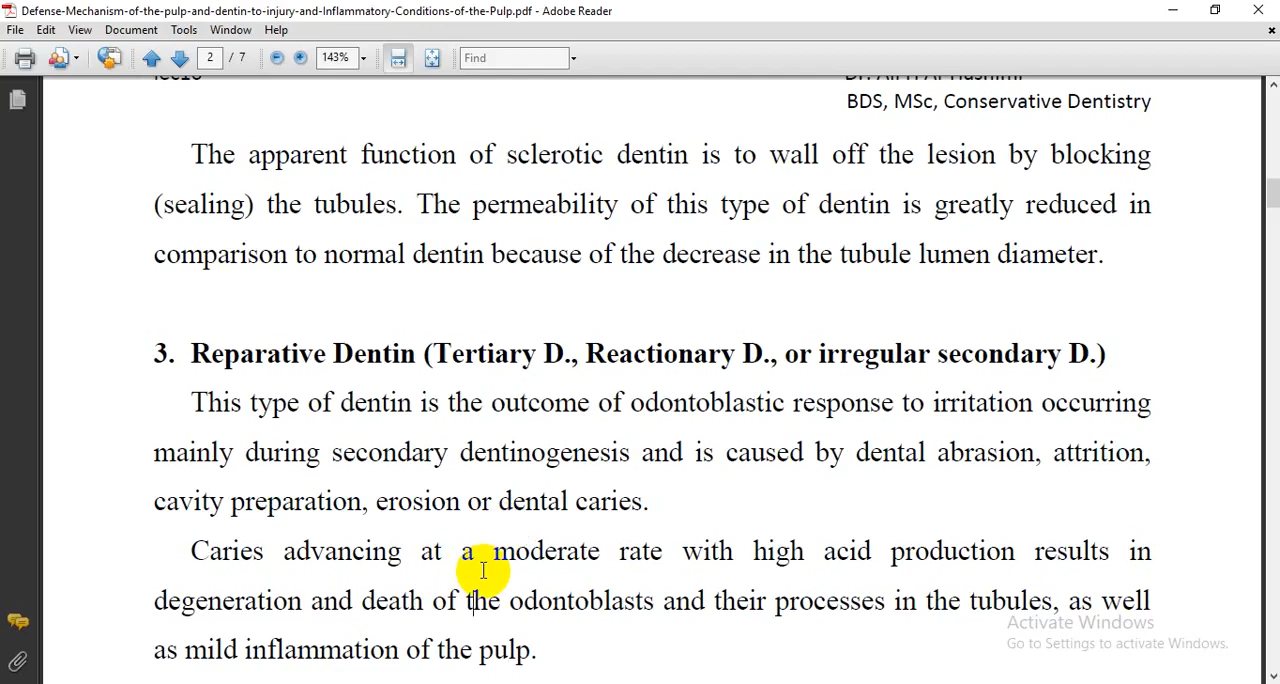 Defense-Mechanism-of-the-pulp-and-dentin-to-injury-and-Inflammatory-Conditions-of-the-Pulp.pdf - Adobe Reader
File Edit View Document Tools Window Help
2 / 7 143% Find
BDS, MSc, Conservative Dentistry
The apparent function of sclerotic dentin is to wall off the lesion by blocking
(sealing) the tubules. The permeability of this type of dentin is greatly reduced in
comparison to normal dentin because of the decrease in the tubule lumen diameter.
3. Reparative Dentin (Tertiary D., Reactionary D., or irregular secondary D.)
This type of dentin is the outcome of odontoblastic response to irritation occurring
mainly during secondary dentinogenesis and is caused by dental abrasion, attrition,
cavity preparation, erosion or dental caries.
Caries advancing at a moderate rate with high acid production results in
degeneration and death of the odontoblasts and their processes in the tubules, as well
as mild inflammation of the pulp.
Activate Windows
Go to Settings to activate Windows.